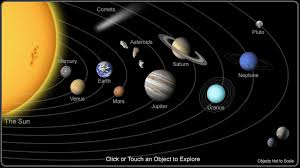 Comets
Pluto
Asteroids
Mercury
Saturn
Earth
Neptune
Venus
Mars
Jupiter
Uranus
The Sun
Objects Not to Scale
Click or Touch an Object to Explore